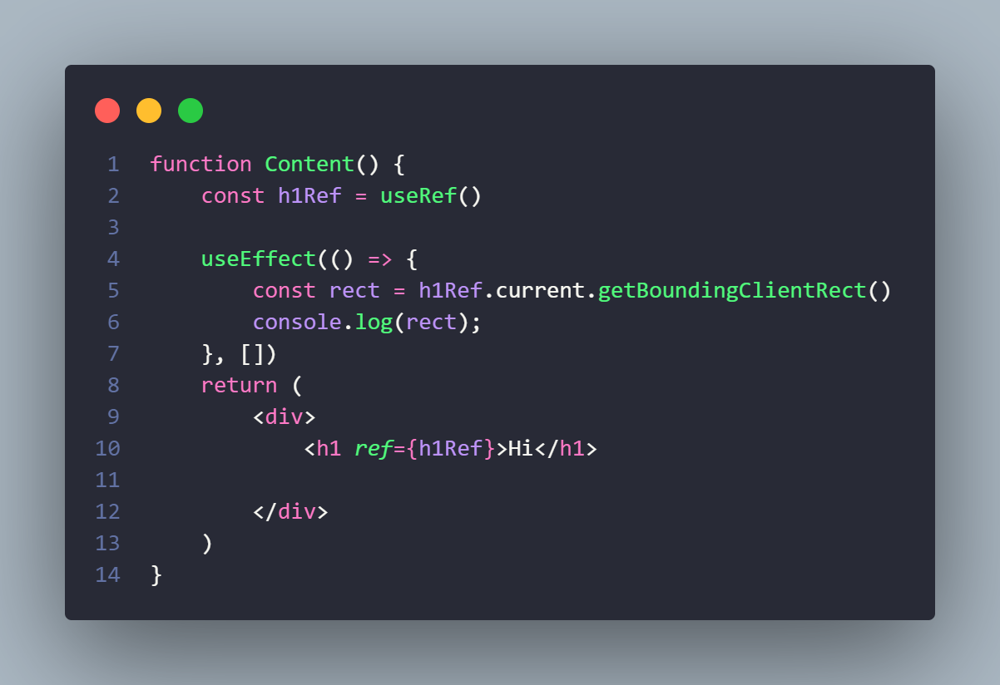 1 function Content() {
2     const h1Ref = useRef()
3
4     useEffect(() => {
5         const rect = h1Ref.current.getBoundingClientRect()
6         console.log(rect);
7     }, [])
8     return (
9         <div>
10             <h1 ref={h1Ref}>Hi</h1>
11
12         </div>
13     )
14 }